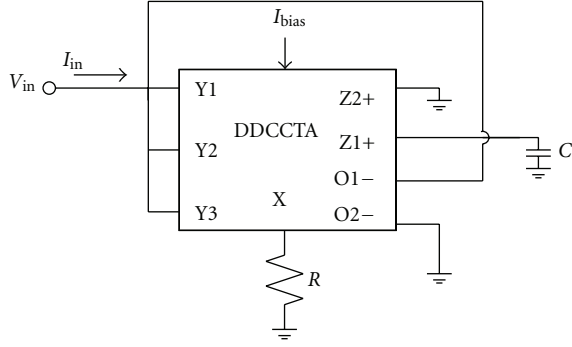 I_bias
I_in
V_in
Y1
Z2+
DDCCTA
Z1+
C
Y2
O1−
X
Y3
O2−
R